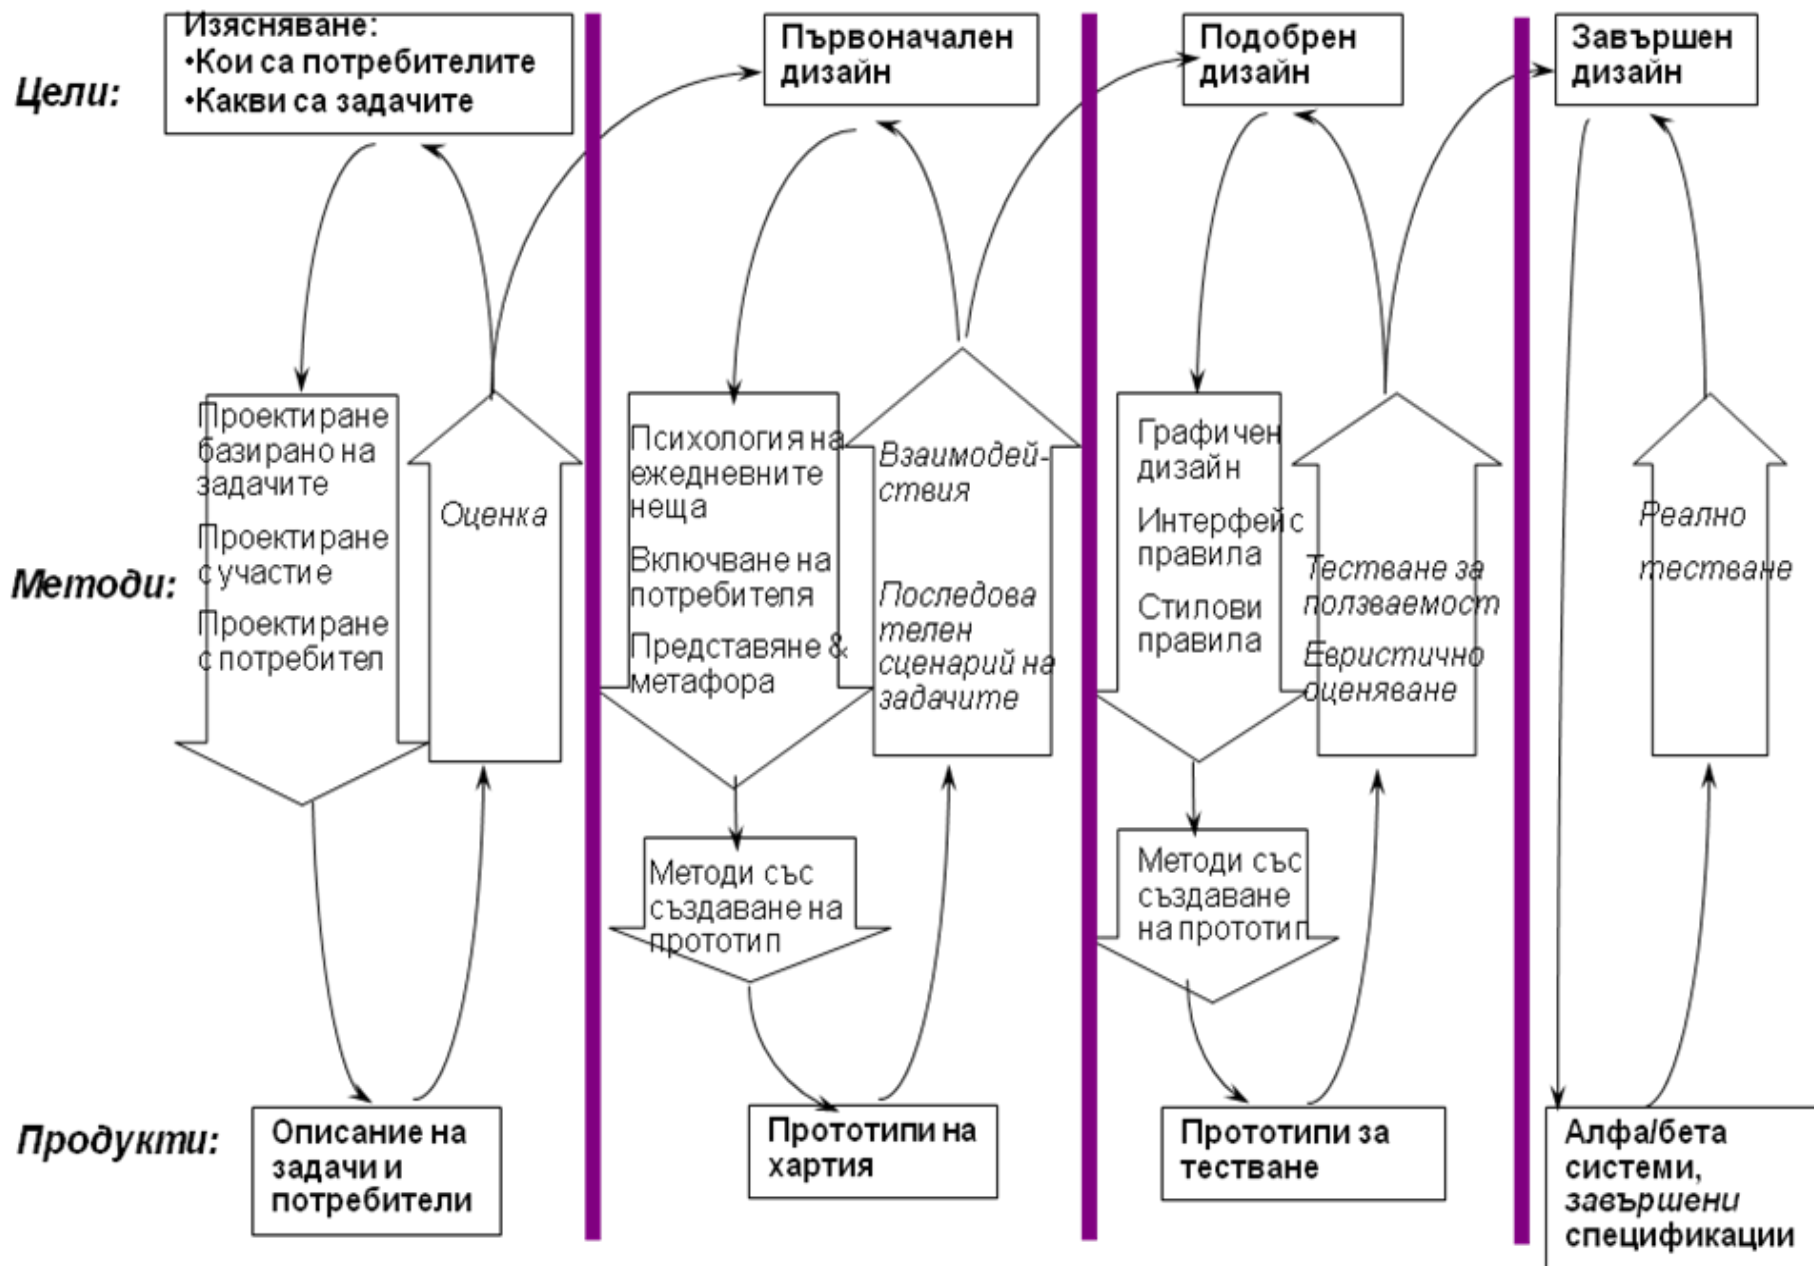 Цели:
Изясняване:
•Кои са потребителите
•Какви са задачите
Първоначален
дизайн
Подобрен
дизайн
Завършен
дизайн
Методи:
Проектиране
базирано на
задачите
Проектиране
с участие
Проектиране
с потребител
Оценка
Психология на
ежедневните
неща
Включване на
потребителя
Представяне &
метафора
Взаимодей-
ствия
Последова
телен
сценарий на
задачите
Методи със
създаване на
прототип
Графичен
дизайн
Интерфейс
правила
Стилови
правила
Тестване за
ползваемост
Евристично
оценяване
Методи със
създаване
на прототип
Реално
тестване
Продукти:
Описание на
задачи и
потребители
Прототипи на
хартия
Прототипи за
тестване
Алфа/бета
системи,
завършени
спецификации